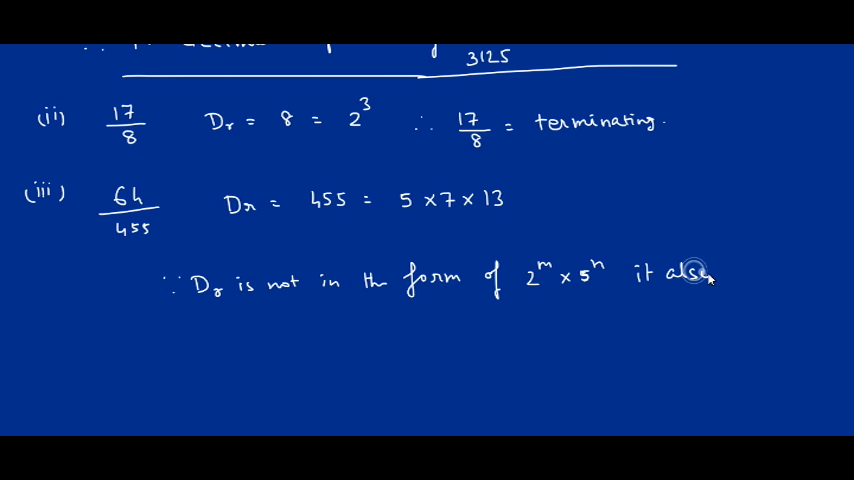 3125
(ii) 17/8 Dr = 8 = 2^3 ∴ 17/8 = terminating.
(iii) 64/455 Dr = 455 = 5 × 7 × 13
∵ Dr is not in the form of 2^m × 5^n it also